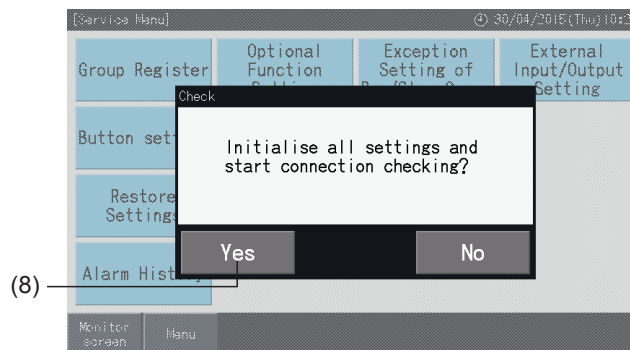 [Service Menu]
30/04/2015(Thu)10:
Group Register
Optional
Function
Exception
Setting of
External
Input/Output
Setting
Check
Button set
Initialise all settings and
start connection checking?
Restore
Settings
Yes
No
Alarm Hist
(8)
Monitor
screen
Menu